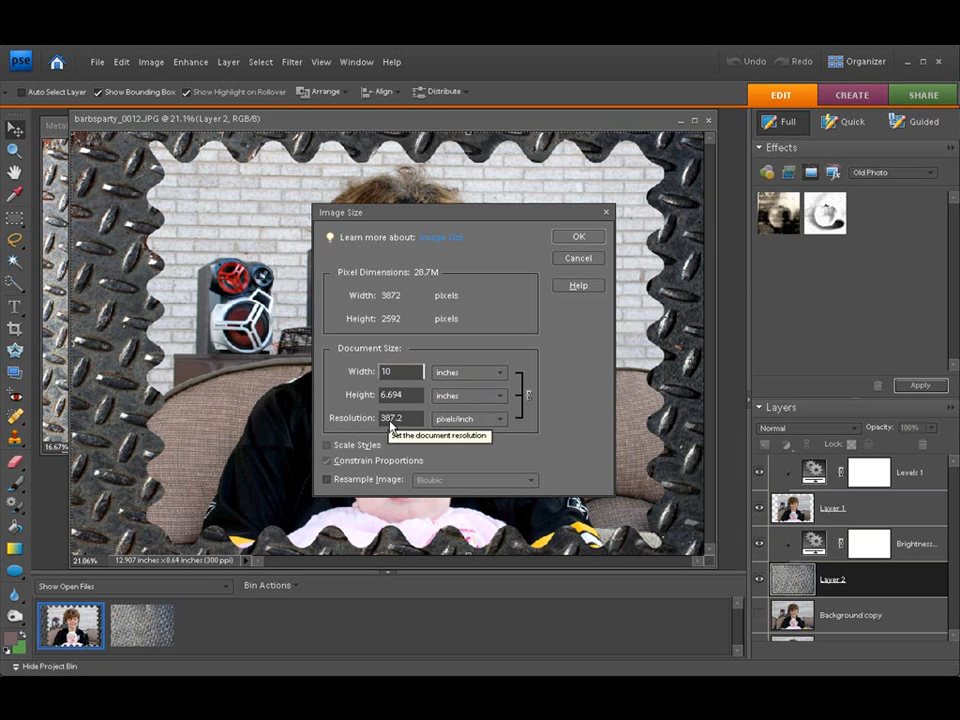 pse File Edit Image Enhance Layer Select Filter View Window Help Undo Redo Organizer
Auto Select Layer Show Bounding Box Show Highlight on Rollover Arrange Align Distribute EDIT CREATE SHARE
barbsparty_0012.JPG @ 21.1%(Layer 2, RGB/8)
Metal
Full Quick Guided
Effects
Old Photo
Image Size
Learn more about: Image Size
OK
Cancel
Help
Pixel Dimensions: 28.7M
Width: 3872 pixels
Height: 2592 pixels
Document Size:
Width: 10 inches
Height: 6.694 inches
Resolution: 387.2 pixels/inch
Set the document resolution
Scale Styles
Constrain Proportions
Resample Image: Bicubic
Apply
Layers
Normal Opacity: 100%
Lock:
Levels 1
Layer 1
Brightness...
Layer 2
Background copy
16.67%
21.06% 12.907 inches x 8.64 inches (300 ppi)
Show Open Files Bin Actions
Hide Project Bin